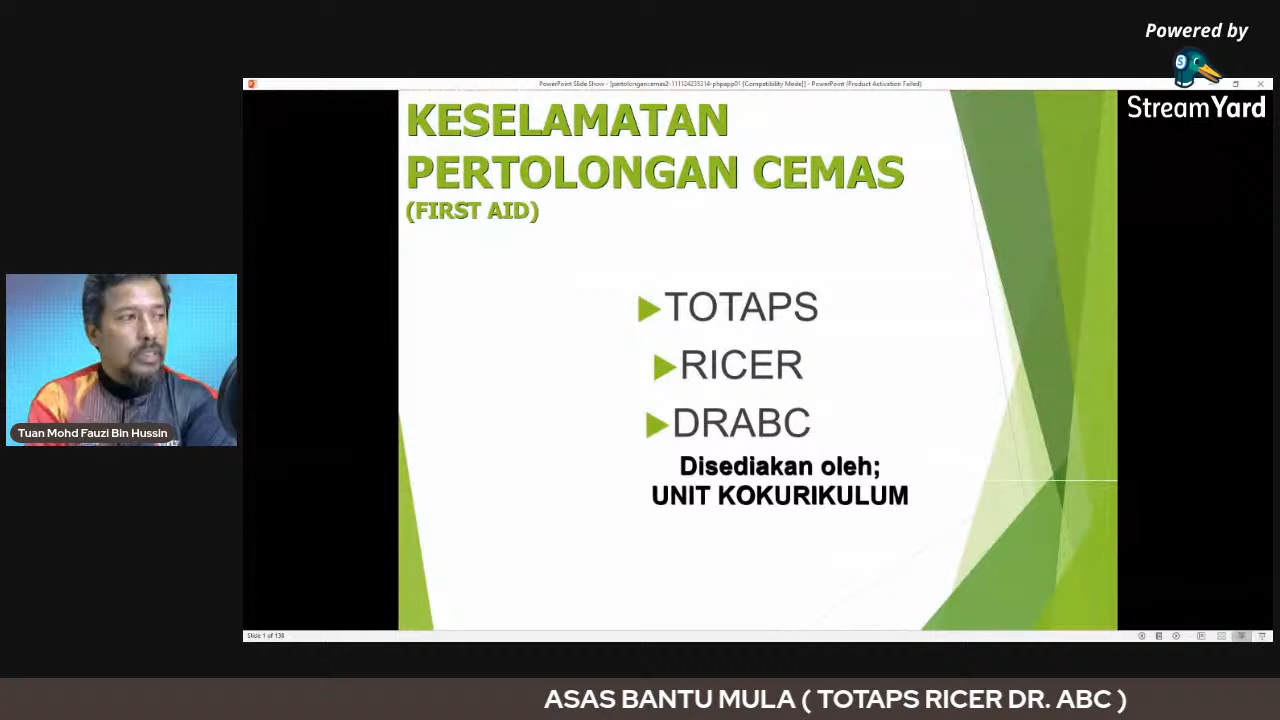 Powered by
StreamYard
PowerPoint Slide Show - [pertolongancemas2-111124235314-phpapp01 [Compatibility Mode]] - PowerPoint (Product Activation Failed)
KESELAMATAN
PERTOLONGAN CEMAS
(FIRST AID)
TOTAPS
RICER
DRABC
Disediakan oleh;
UNIT KOKURIKULUM
Tuan Mohd Fauzi Bin Hussin
Slide 1 of 138
ASAS BANTU MULA ( TOTAPS RICER DR. ABC )